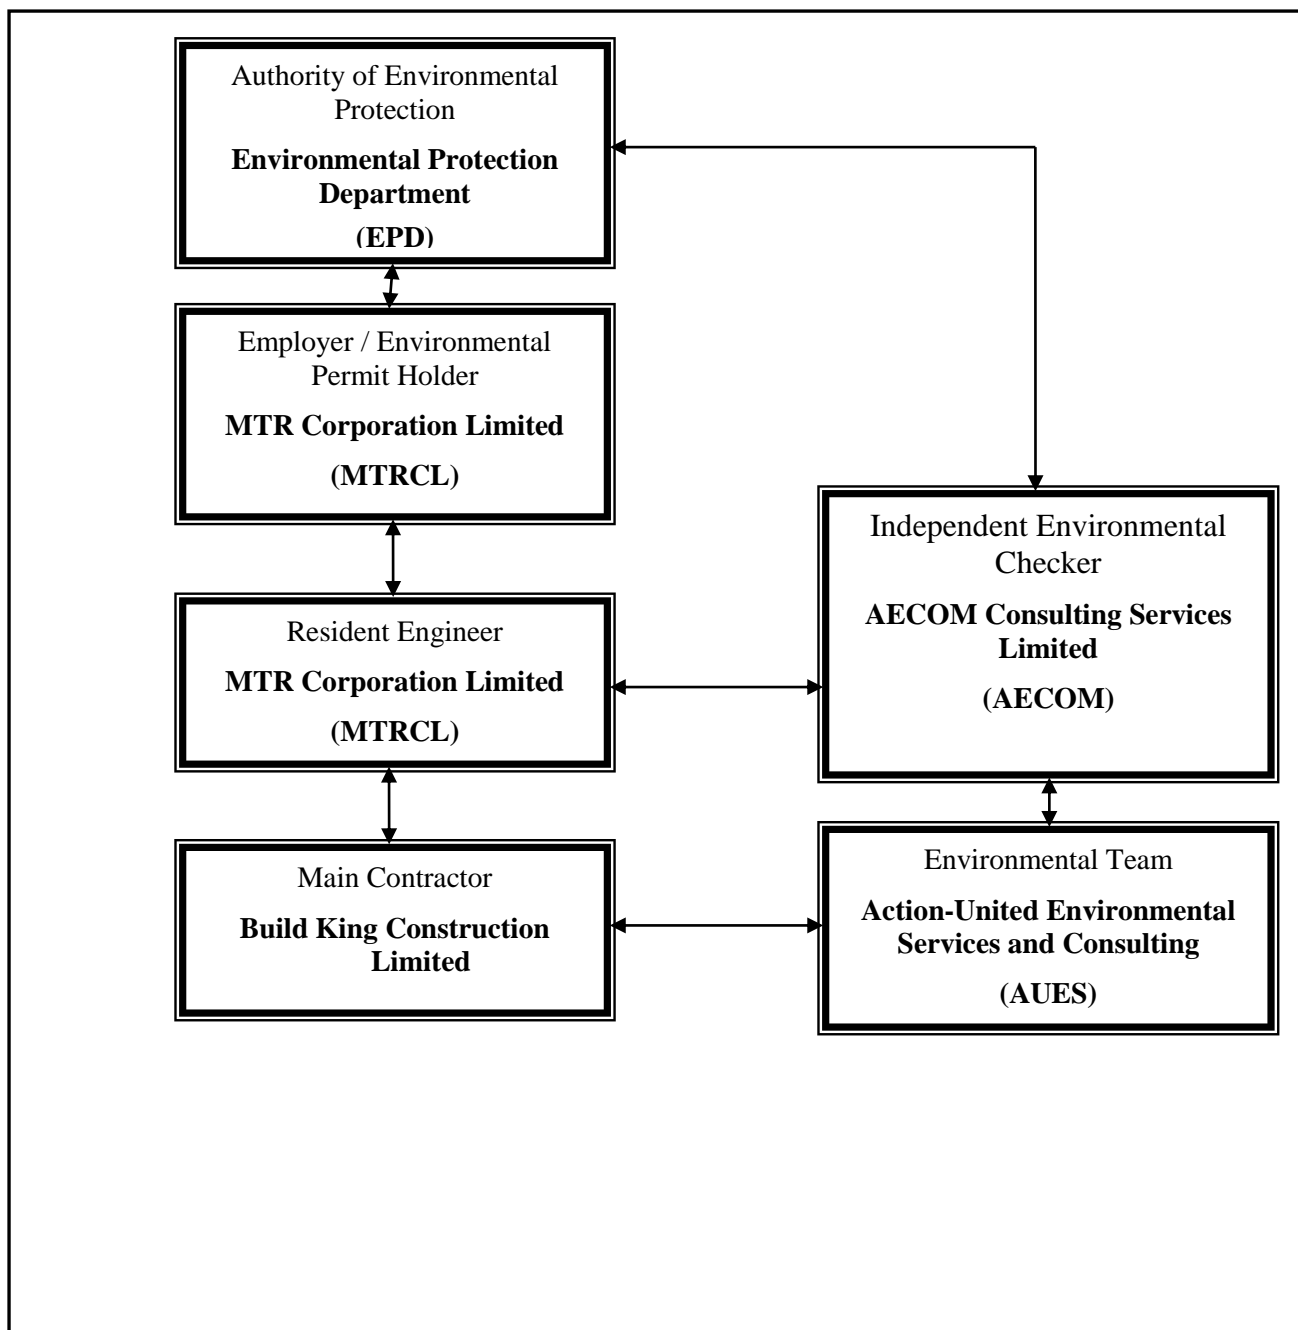 Authority of Environmental
Protection
Environmental Protection
Department
(EPD)
Employer / Environmental
Permit Holder
MTR Corporation Limited
(MTRCL)
Resident Engineer
MTR Corporation Limited
(MTRCL)
Main Contractor
Build King Construction
Limited
Independent Environmental
Checker
AECOM Consulting Services
Limited
(AECOM)
Environmental Team
Action-United Environmental
Services and Consulting
(AUES)